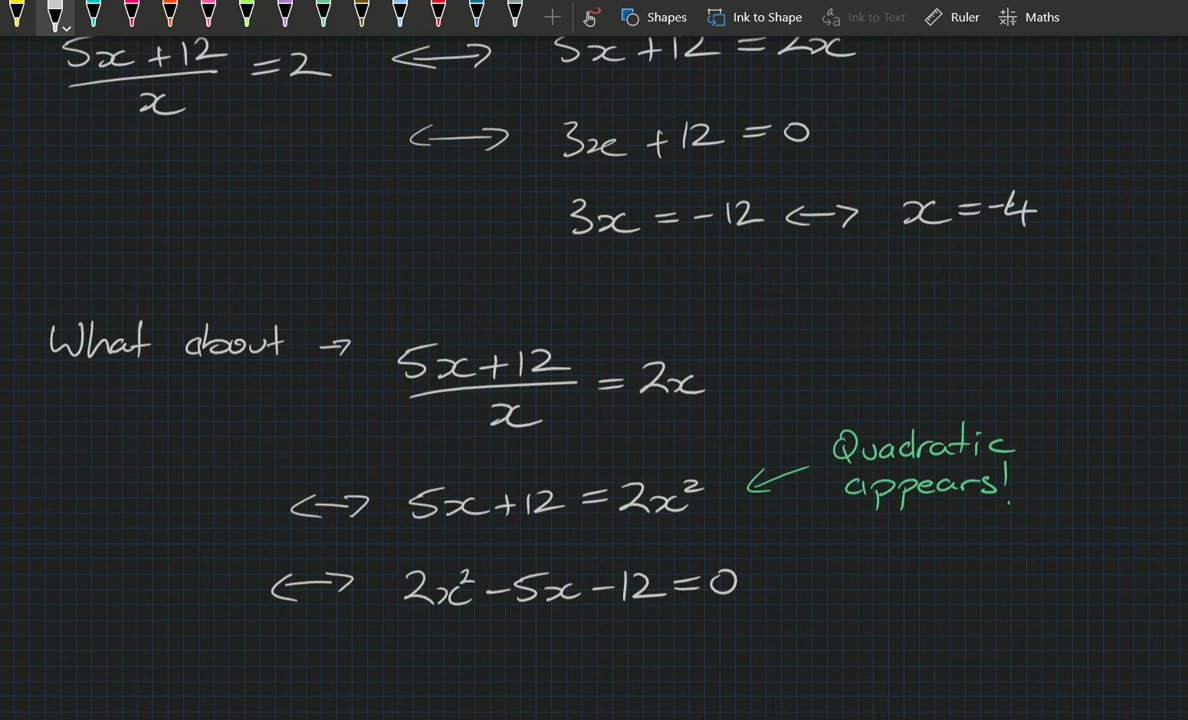 Shapes Ink to Shape Ink to Text Ruler Maths
5x+12/x =2 ⟷ 5x+12=2x
⟷ 3x+12=0
3x=-12 ⟷ x=-4
What about → 5x+12/x =2x
Quadratic
appears!
⟷ 5x+12=2x²
⟷ 2x²-5x-12=0